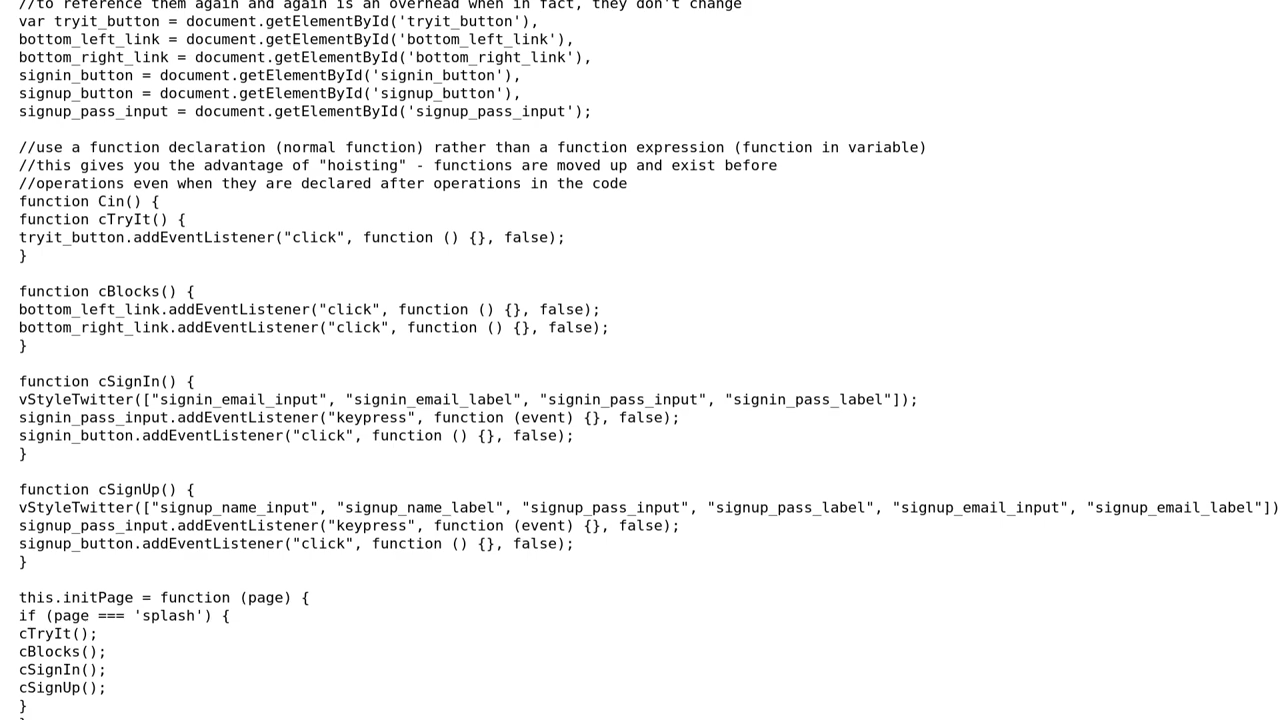 //to reference them again and again is an overhead when in fact, they don't change
var tryit_button = document.getElementById('tryit_button'),
bottom_left_link = document.getElementById('bottom_left_link'),
bottom_right_link = document.getElementById('bottom_right_link'),
signin_button = document.getElementById('signin_button'),
signup_button = document.getElementById('signup_button'),
signup_pass_input = document.getElementById('signup_pass_input');
//use a function declaration (normal function) rather than a function expression (function in variable)
//this gives you the advantage of "hoisting" - functions are moved up and exist before
//operations even when they are declared after operations in the code
function Cin() {
function cTryIt() {
tryit_button.addEventListener("click", function () {}, false);
}
function cBlocks() {
bottom_left_link.addEventListener("click", function () {}, false);
bottom_right_link.addEventListener("click", function () {}, false);
}
function cSignIn() {
vStyleTwitter(["signin_email_input", "signin_email_label", "signin_pass_input", "signin_pass_label"]);
signin_pass_input.addEventListener("keypress", function (event) {}, false);
signin_button.addEventListener("click", function () {}, false);
}
function cSignUp() {
vStyleTwitter(["signup_name_input", "signup_name_label", "signup_pass_input", "signup_pass_label", "signup_email_input", "signup_email_label"])
signup_pass_input.addEventListener("keypress", function (event) {}, false);
signup_button.addEventListener("click", function () {}, false);
}
this.initPage = function (page) {
if (page === 'splash') {
cTryIt();
cBlocks();
cSignIn();
cSignUp();
}
}